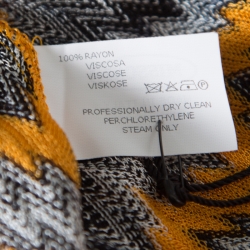 100% RAYON
VISCOSA
VISCOSE
VISKOSE
PROFESSIONALLY DRY CLEAN
PERCHLORETHYLENE
STEAM ONLY